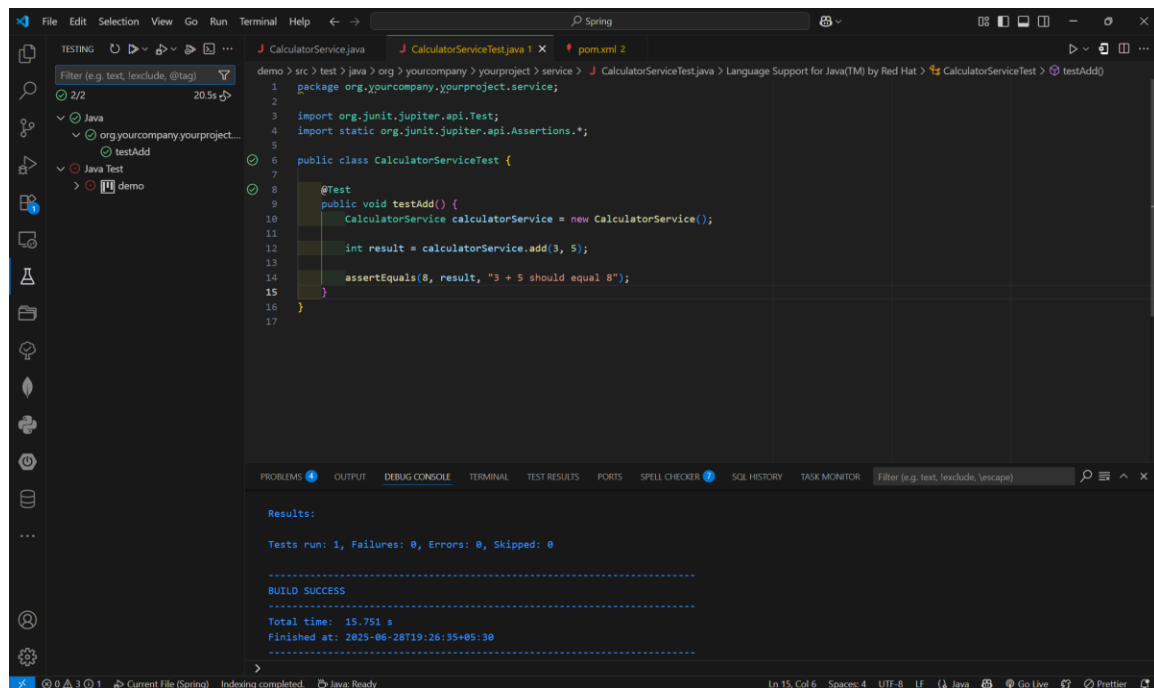 File Edit Selection View Go Run Terminal Help
Spring
TESTING
Filter (e.g. text, !exclude, @tag)
2/2 20.5s
Java
org.yourcompany.yourproject....
testAdd
Java Test
demo
CalculatorService.java
CalculatorServiceTest.java 1
pom.xml 2
demo > src > test > java > org > yourcompany > yourproject > service > CalculatorServiceTest.java > Language Support for Java(TM) by Red Hat > CalculatorServiceTest > testAdd()
1 package org.yourcompany.yourproject.service;
2
3 import org.junit.jupiter.api.Test;
4 import static org.junit.jupiter.api.Assertions.*;
5
6 public class CalculatorServiceTest {
7
8 @Test
9 public void testAdd() {
10 CalculatorService calculatorService = new CalculatorService();
11
12 int result = calculatorService.add(3, 5);
13
14 assertEquals(8, result, "3 + 5 should equal 8");
15 }
16 }
17
PROBLEMS 4 OUTPUT DEBUG CONSOLE TERMINAL TEST RESULTS PORTS SPELL CHECKER 7 SQL HISTORY TASK MONITOR Filter (e.g. text, !exclude, \escape)
Results:
Tests run: 1, Failures: 0, Errors: 0, Skipped: 0
------------------------------------------------------------------------
BUILD SUCCESS
------------------------------------------------------------------------
Total time: 15.751 s
Finished at: 2025-06-28T19:26:35+05:30
------------------------------------------------------------------------
>
1
0 3 1 Current File (Spring) Indexing completed. Java: Ready Ln 15, Col 6 Spaces: 4 UTF-8 LF Java Go Live Prettier